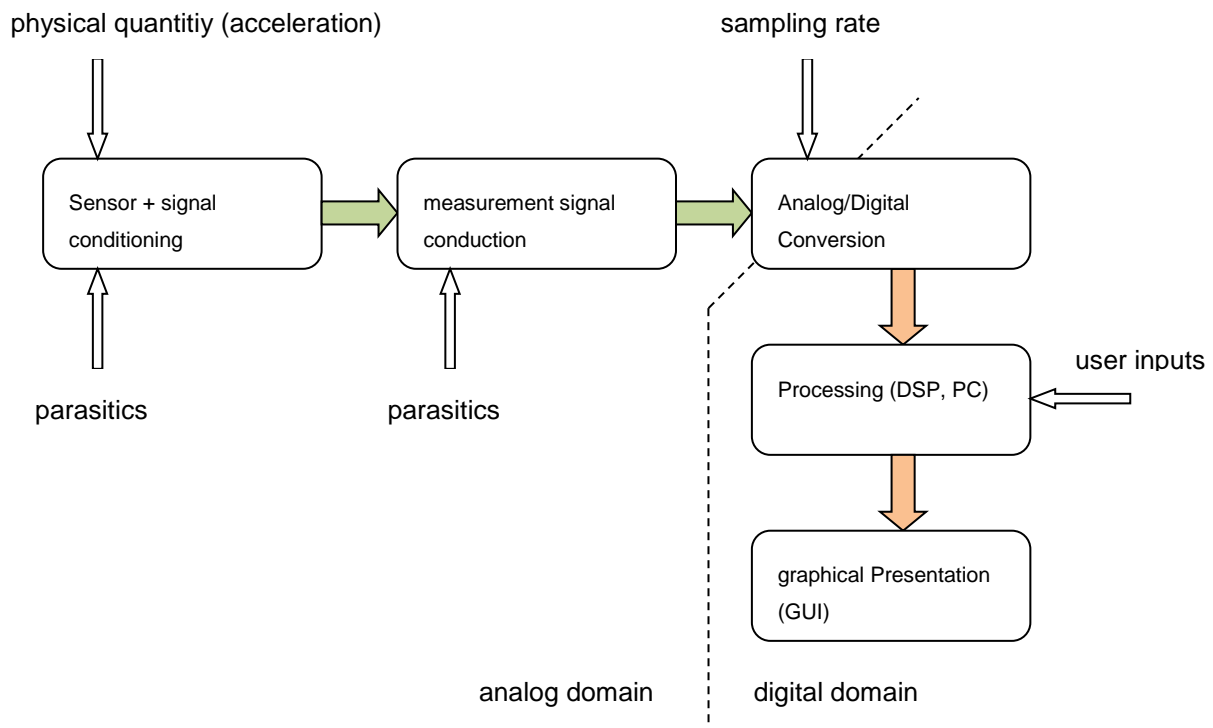 physical quantitiy (acceleration)
sampling rate
Sensor + signal
conditioning
measurement signal
conduction
Analog/Digital
Conversion
parasitics
parasitics
Processing (DSP, PC)
user inputs
graphical Presentation
(GUI)
analog domain
digital domain